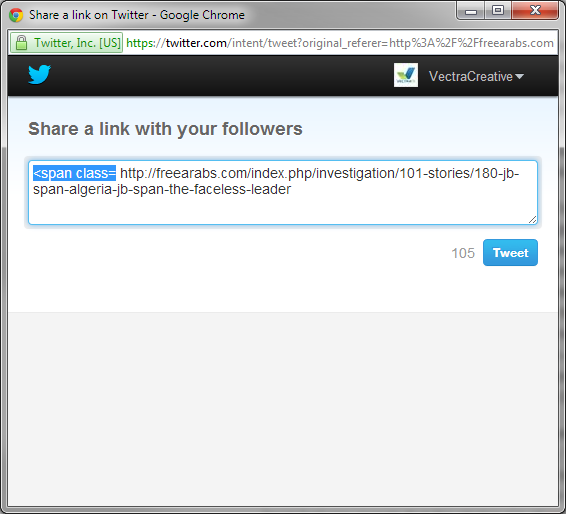 Share a link on Twitter - Google Chrome
Twitter, Inc. [US] https://twitter.com/intent/tweet?original_referer=http%3A%2F%2Ffreearabs.com
VectraCreative
Share a link with your followers
<span class= http://freearabs.com/index.php/investigation/101-stories/180-jb-
span-algeria-jb-span-the-faceless-leader
105 Tweet